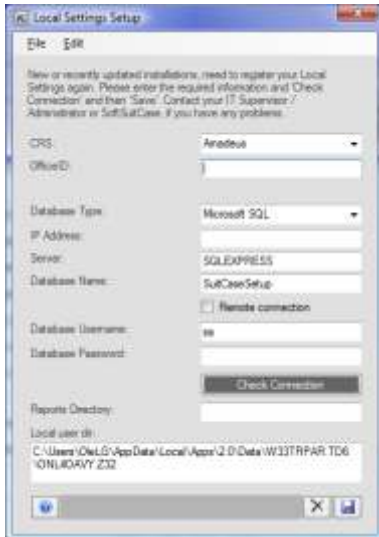 Local Settings Setup
File Edit
New or recently updated installations, need to register your Local
Settings again. Please enter the required information and 'Check
Connection' and then 'Save'. Contact your IT Supervisor /
Administrator or SoftSuitCase, if you have any problems.
CRS: Amadeus
OfficeID:
Database Type: Microsoft SQL
IP Address:
Server: SQLEXPRESS
Database Name: SuitCaseSetup
Remote connection
Database Username: sa
Database Password:
Check Connection
Reports Directory:
Local user dir:
C:\Users\OleLG\AppData\Local\Apps\2.0\Data\W33TRPAR.TD6